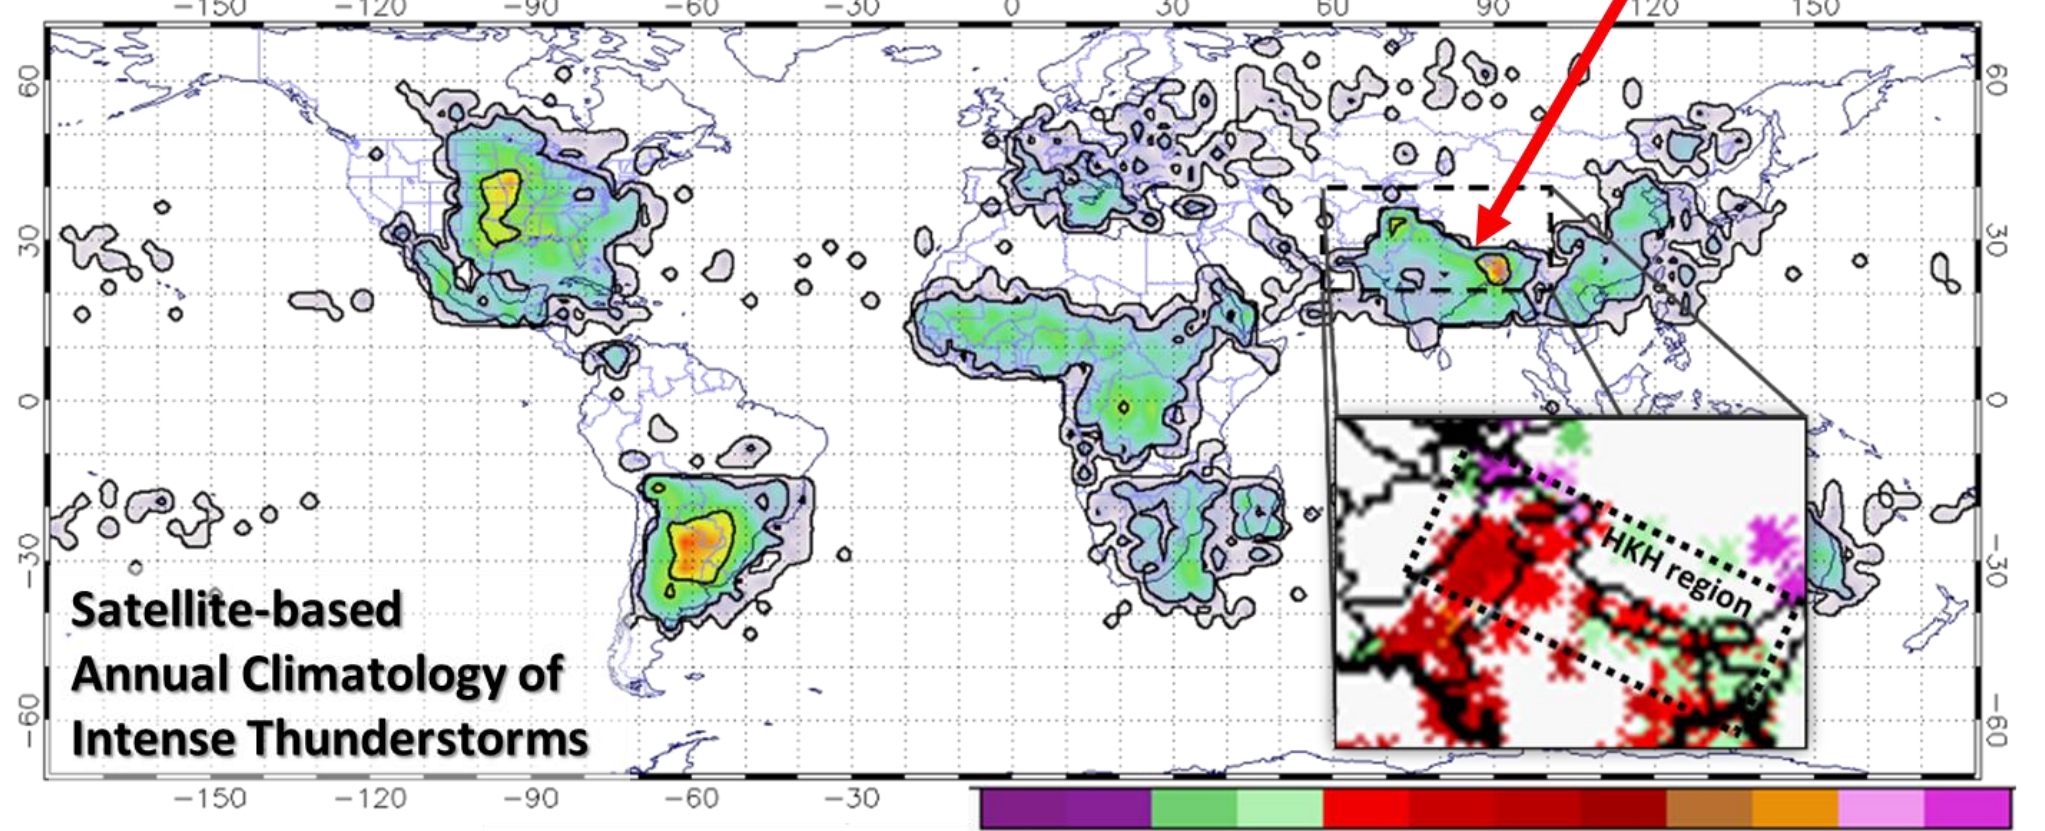 −150 −120 −90 −60 −30 0 30 60 90 120 150
60 60
30 30
0 0
−30 −30
−60 −60
HKH region
Satellite-based
Annual Climatology of
Intense Thunderstorms
−150 −120 −90 −60 −30